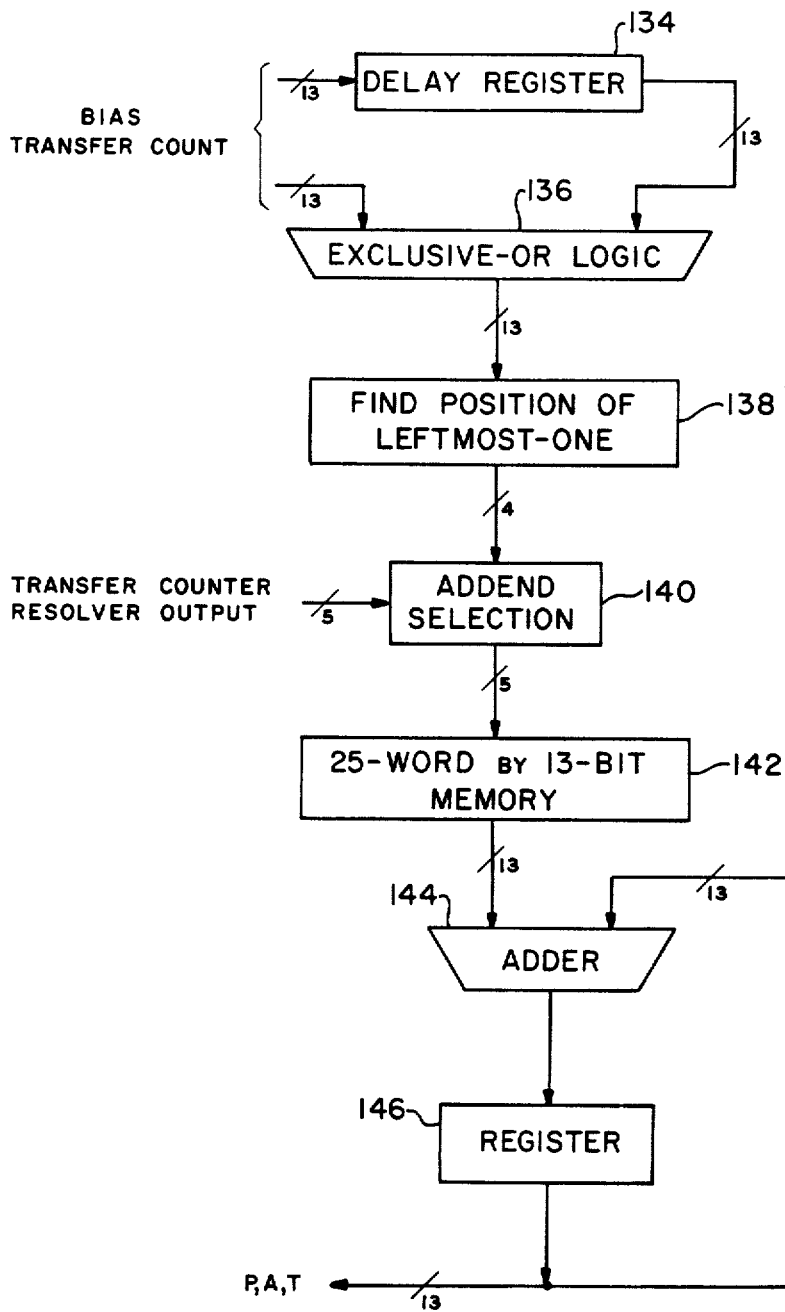 134
DELAY REGISTER
13
BIAS
TRANSFER COUNT
13
13
136
EXCLUSIVE-OR LOGIC
13
FIND POSITION OF
LEFTMOST-ONE
138
4
TRANSFER COUNTER
RESOLVER OUTPUT
5
ADDEND
SELECTION
140
5
25-WORD BY 13-BIT
MEMORY
142
13
13
144
ADDER
146
REGISTER
P,A,T
13